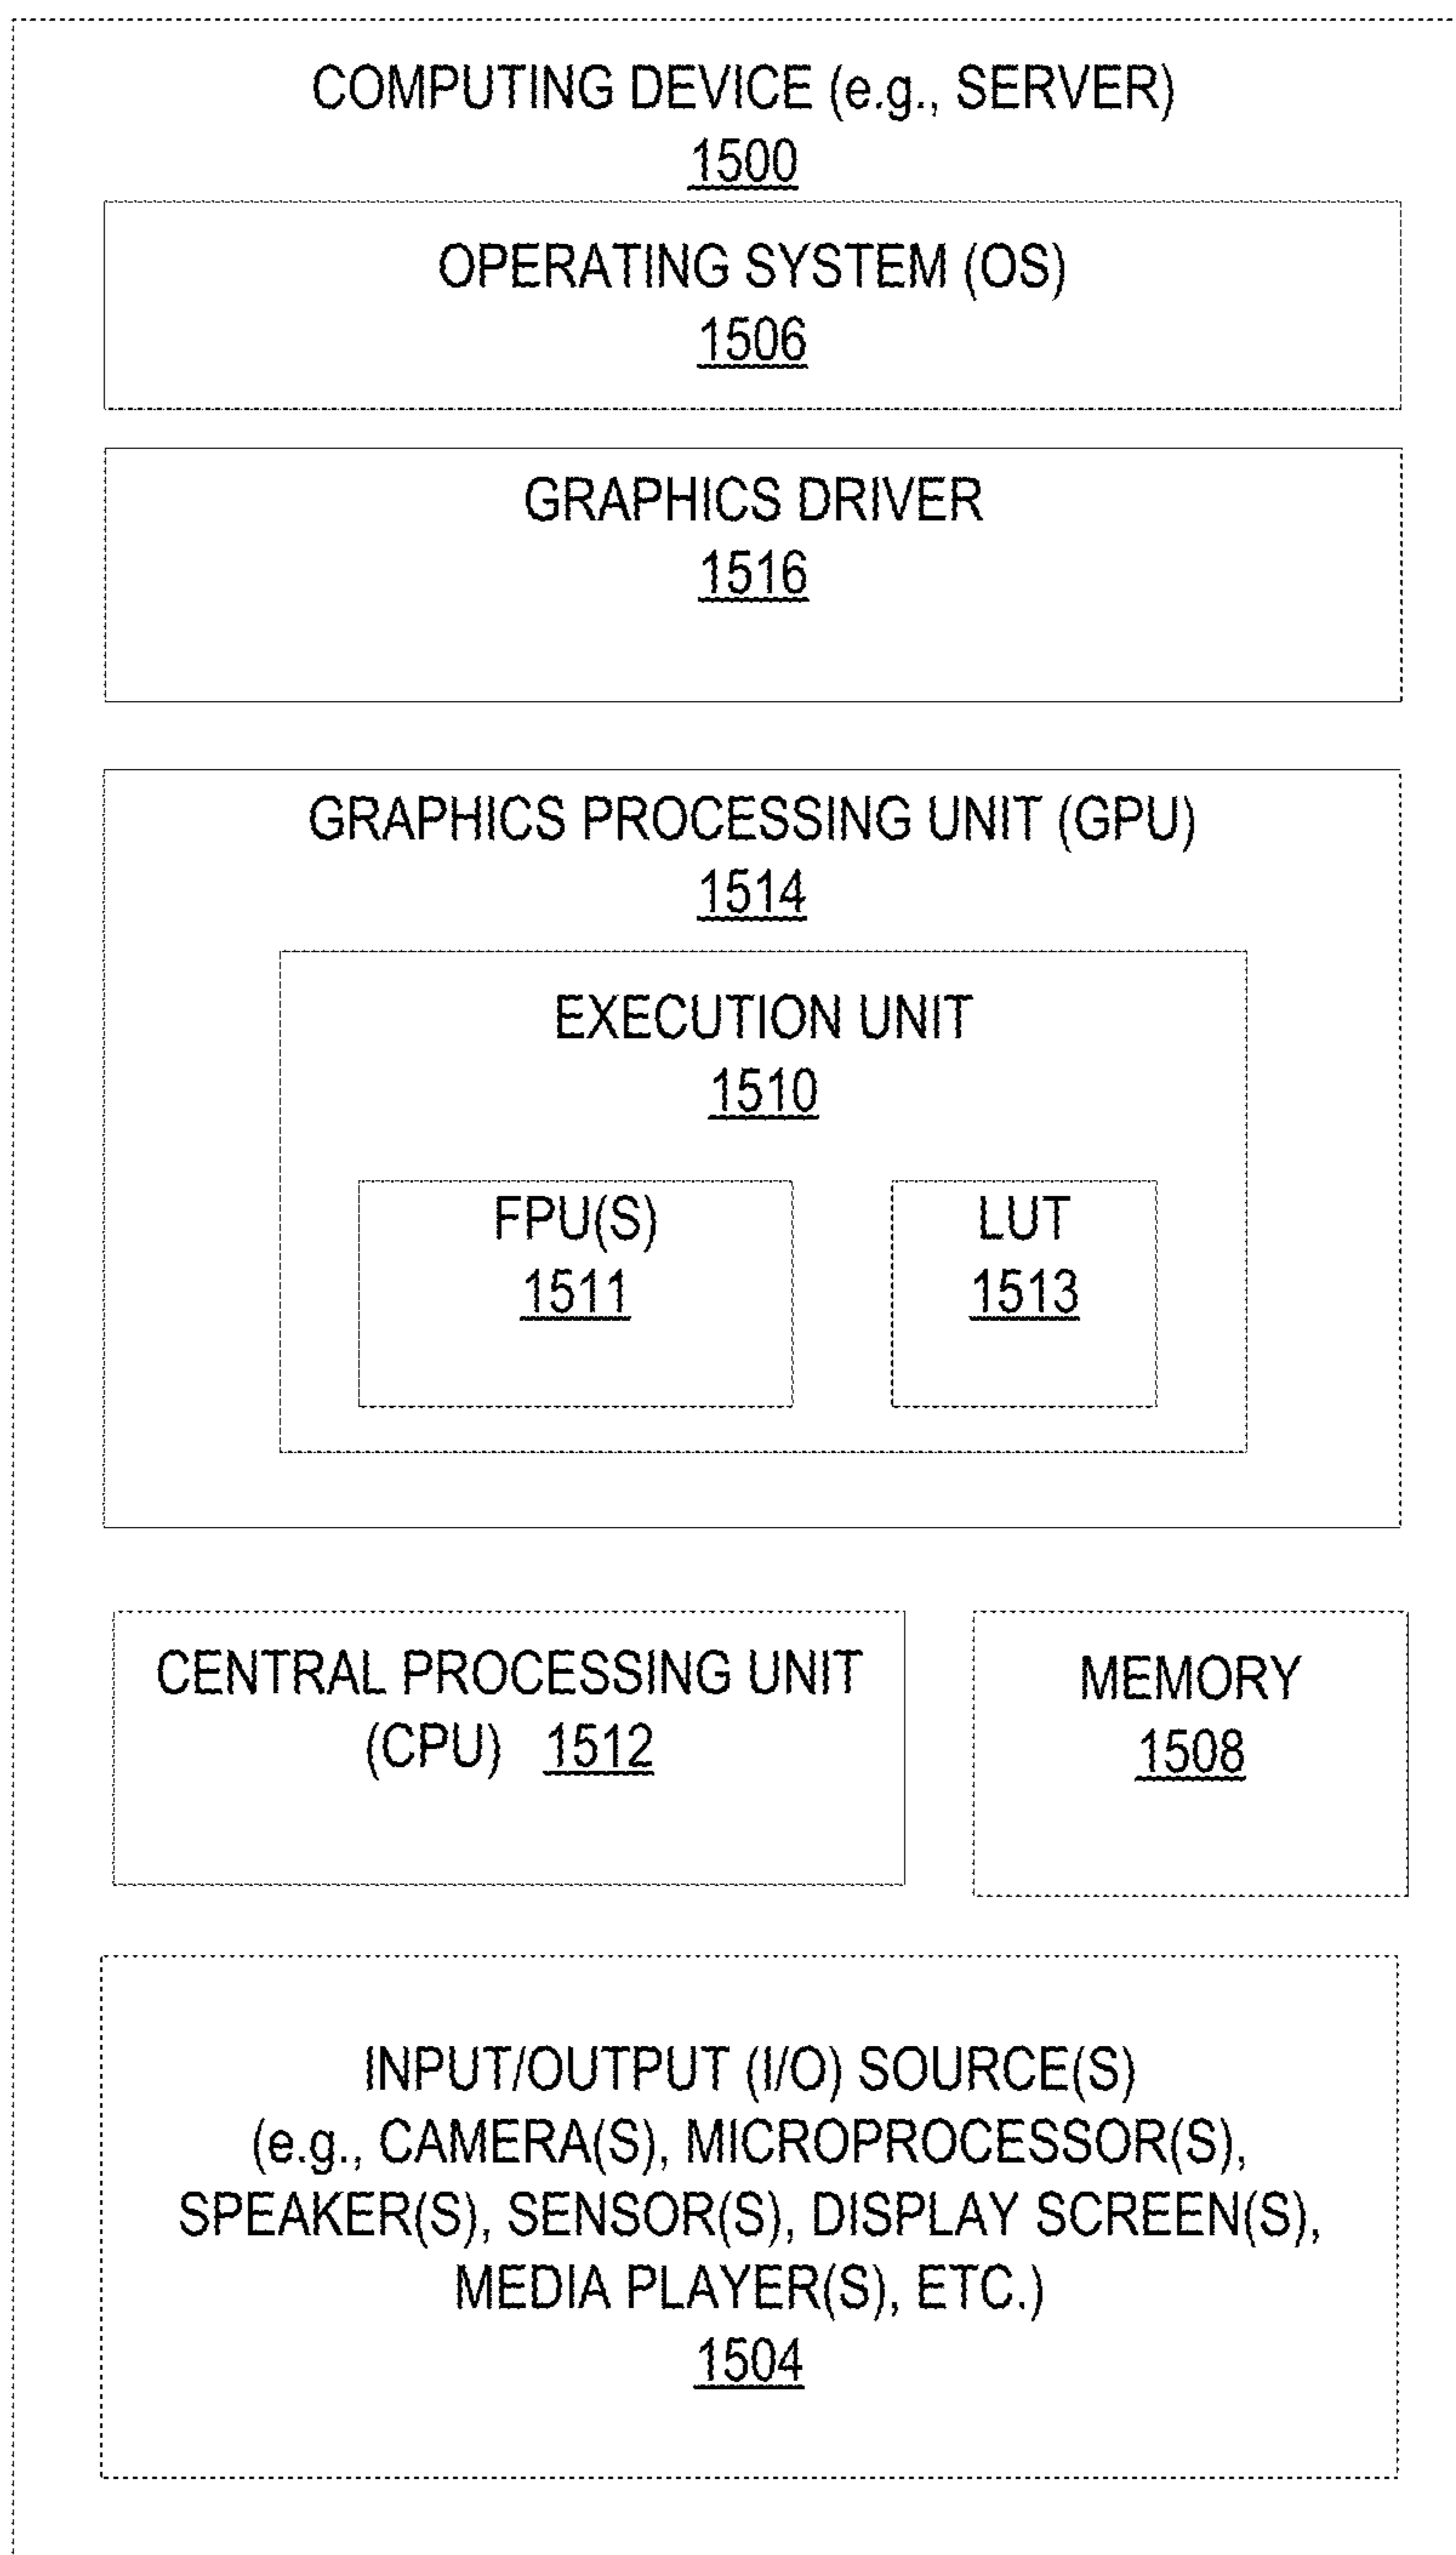 COMPUTING DEVICE (e.g., SERVER)
1500
OPERATING SYSTEM (OS)
1506
GRAPHICS DRIVER
1516
GRAPHICS PROCESSING UNIT (GPU)
1514
EXECUTION UNIT
1510
FPU(S)
1511
LUT
1513
CENTRAL PROCESSING UNIT
(CPU) 1512
MEMORY
1508
INPUT/OUTPUT (I/O) SOURCE(S)
(e.g., CAMERA(S), MICROPROCESSOR(S),
SPEAKER(S), SENSOR(S), DISPLAY SCREEN(S),
MEDIA PLAYER(S), ETC.)
1504